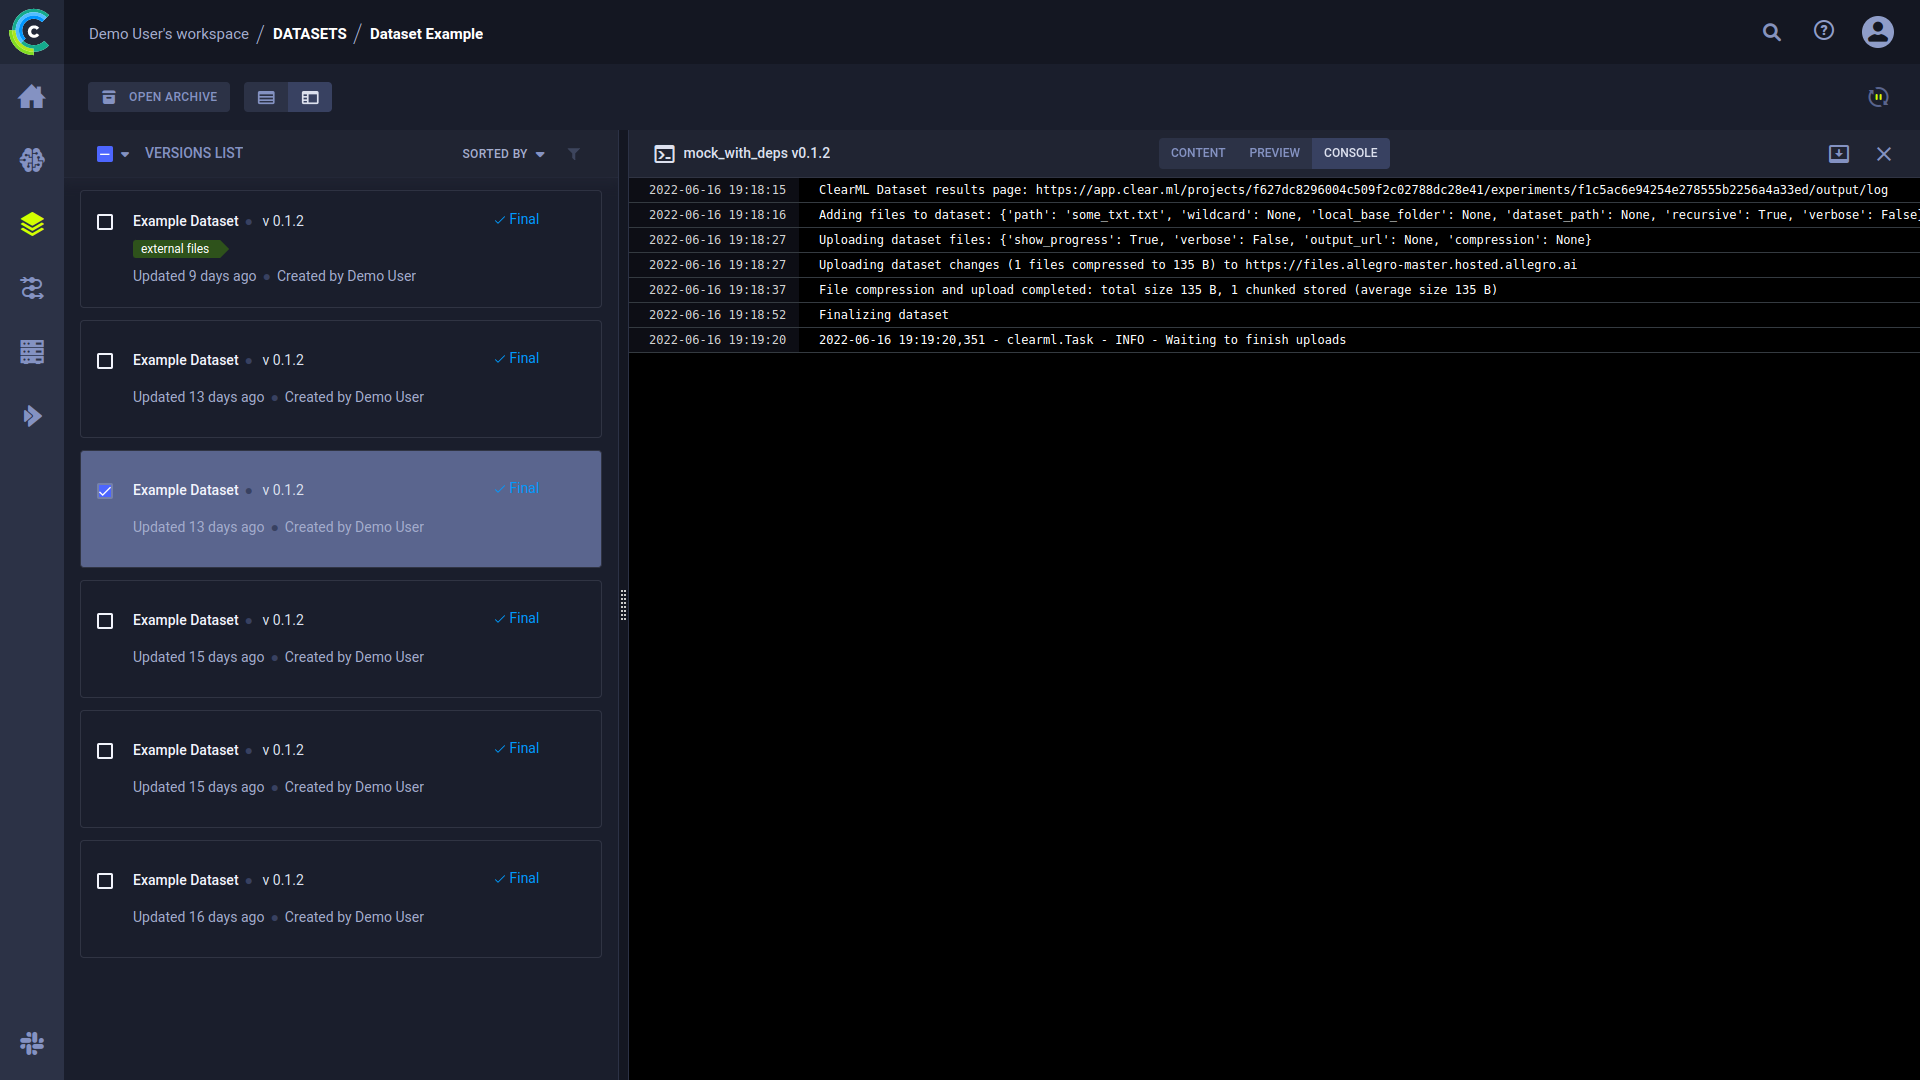 Demo User's workspace / DATASETS / Dataset Example
OPEN ARCHIVE
VERSIONS LIST
SORTED BY
Example Dataset v 0.1.2
Final
external files
Updated 9 days ago Created by Demo User
Example Dataset v 0.1.2
Final
Updated 13 days ago Created by Demo User
Example Dataset v 0.1.2
Final
Updated 13 days ago Created by Demo User
Example Dataset v 0.1.2
Final
Updated 15 days ago Created by Demo User
Example Dataset v 0.1.2
Final
Updated 15 days ago Created by Demo User
Example Dataset v 0.1.2
Final
Updated 16 days ago Created by Demo User
mock_with_deps v0.1.2
CONTENT PREVIEW CONSOLE
2022-06-16 19:18:15 ClearML Dataset results page: https://app.clear.ml/projects/f627dc8296004c509f2c02788dc28e41/experiments/f1c5ac6e94254e278555b2256a4a33ed/output/log
2022-06-16 19:18:16 Adding files to dataset: {'path': 'some_txt.txt', 'wildcard': None, 'local_base_folder': None, 'dataset_path': None, 'recursive': True, 'verbose': False}
2022-06-16 19:18:27 Uploading dataset files: {'show_progress': True, 'verbose': False, 'output_url': None, 'compression': None}
2022-06-16 19:18:27 Uploading dataset changes (1 files compressed to 135 B) to https://files.allegro-master.hosted.allegro.ai
2022-06-16 19:18:37 File compression and upload completed: total size 135 B, 1 chunked stored (average size 135 B)
2022-06-16 19:18:52 Finalizing dataset
2022-06-16 19:19:20 2022-06-16 19:19:20,351 - clearml.Task - INFO - Waiting to finish uploads